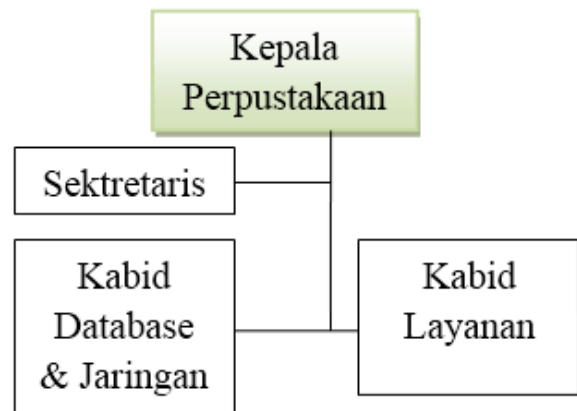 Kepala
Perpustakaan
Sektretaris
Kabid
Database
& Jaringan
Kabid
Layanan